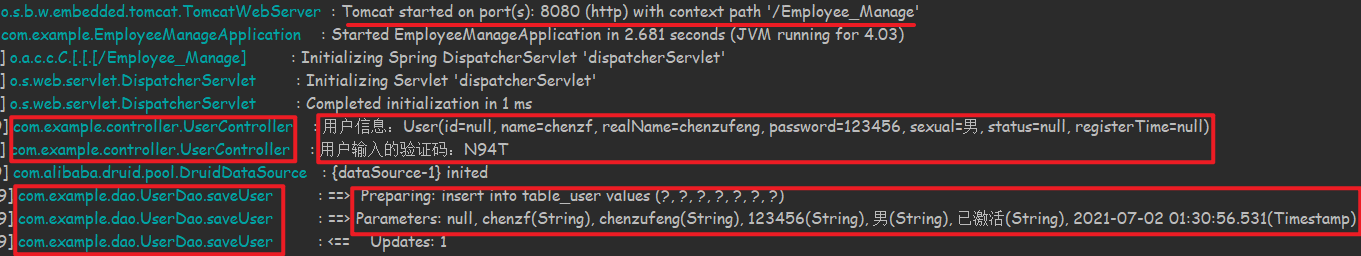 o.s.b.w.embedded.tomcat.TomcatWebServer : Tomcat started on port(s): 8080 (http) with context path '/Employee_Manage'
com.example.EmployeeManageApplication : Started EmployeeManageApplication in 2.681 seconds (JVM running for 4.03)
] o.a.c.c.C.[.[.[/Employee_Manage] : Initializing Spring DispatcherServlet 'dispatcherServlet'
] o.s.web.servlet.DispatcherServlet : Initializing Servlet 'dispatcherServlet'
] o.s.web.servlet.DispatcherServlet : Completed initialization in 1 ms
9] com.example.controller.UserController : 用户信息：User(id=null, name=chenzf, realName=chenzufeng, password=123456, sexual=男, status=null, registerTime=null)
9] com.example.controller.UserController : 用户输入的验证码：N94T
9] com.alibaba.druid.pool.DruidDataSource : {dataSource-1} inited
9] com.example.dao.UserDao.saveUser : ==>  Preparing: insert into table_user values (?,?,?,?,?,?,?)
9] com.example.dao.UserDao.saveUser : ==> Parameters: null, chenzf(String), chenzufeng(String), 123456(String), 男(String), 已激活(String), 2021-07-02 01:30:56.531(Timestamp)
9] com.example.dao.UserDao.saveUser : <==    Updates: 1